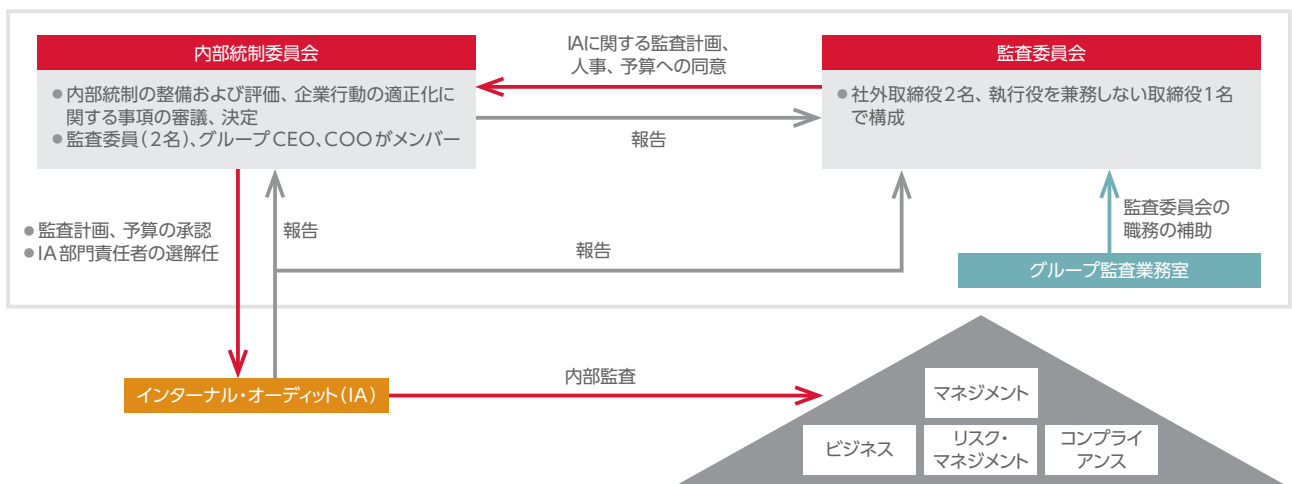 内部統制委員会
●内部統制の整備および評価、企業行動の適正化に
関する事項の審議、決定
●監査委員（2名）、グループCEO、COOがメンバー
IAに関する監査計画、
人事、予算への同意
報告
監査委員会
●社外取締役2名、執行役を兼務しない取締役1名
で構成
●監査計画、予算の承認
●IA部門責任者の選解任
報告
報告
監査委員会の
職務の補助
グループ監査業務室
インターナル・オーディット（IA）
内部監査
マネジメント
ビジネス
リスク・
マネジメント
コンプライ
アンス